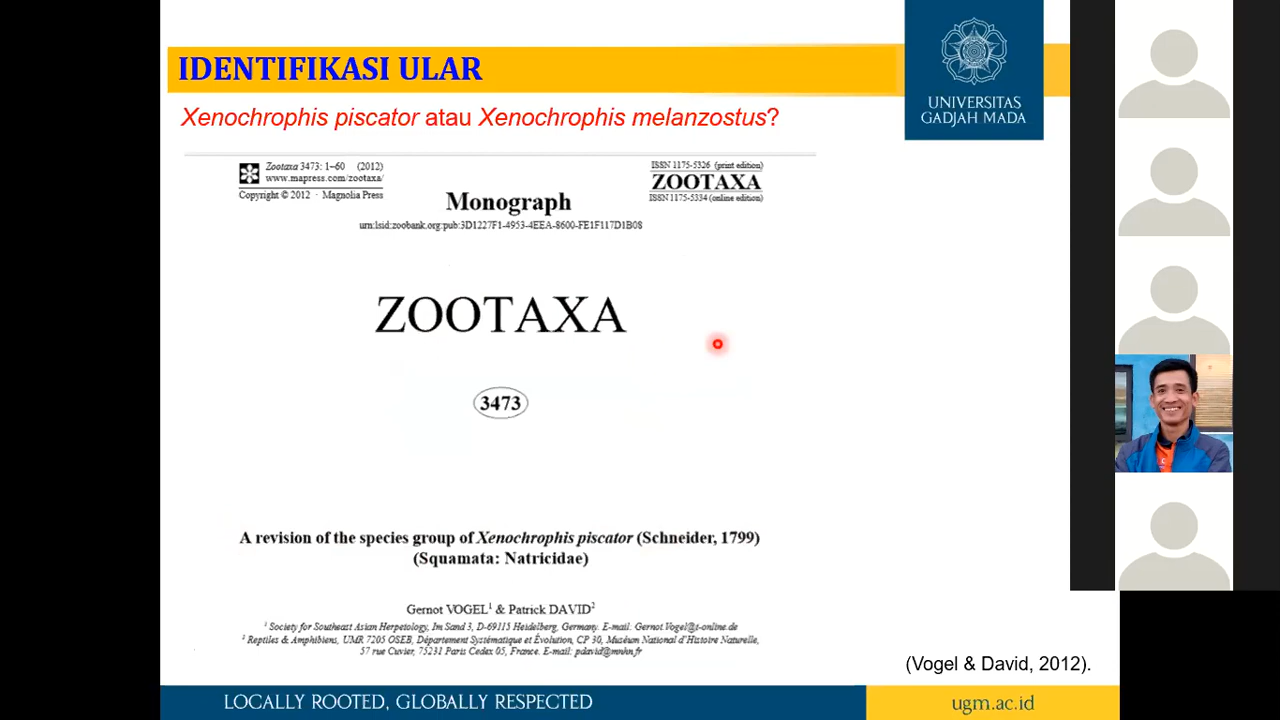 IDENTIFIKASI ULAR
UNIVERSITAS
GADJAH MADA
Xenochrophis piscator atau Xenochrophis melanzostus?
Zootaxa 3473: 1–60 (2012)
www.mapress.com/zootaxa/
Copyright © 2012 · Magnolia Press
Monograph
ISSN 1175-5326 (print edition)
ZOOTAXA
ISSN 1175-5334 (online edition)
urn:lsid:zoobank.org:pub:3D1227F1-4953-4EEA-8600-FE1F117D1B08
ZOOTAXA
3473
A revision of the species group of Xenochrophis piscator (Schneider, 1799)
(Squamata: Natricidae)
Gernot VOGEL¹ & Patrick DAVID²
¹ Society for Southeast Asian Herpetology, Im Sand 3, D-69115 Heidelberg, Germany. E-mail: Gernot.Vogel@t-online.de
² Reptiles & Amphibiens, UMR 7205 OSEB, Département Systématique et Évolution, CP 30, Muséum National d'Histoire Naturelle,
57 rue Cuvier, 75231 Paris Cedex 05, France. E-mail: pdavid@mnhn.fr
(Vogel & David, 2012).
LOCALLY ROOTED, GLOBALLY RESPECTED
ugm.ac.id